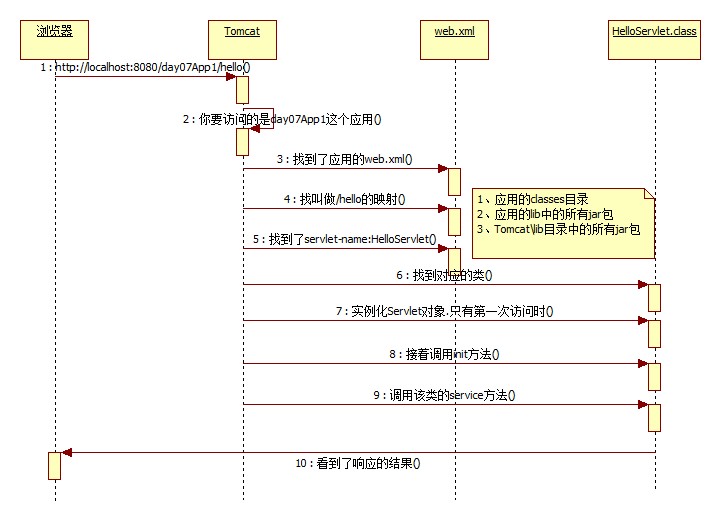 浏览器
Tomcat
web.xml
HelloServlet.class
1 : http://localhost:8080/day07App1/hello()
2 : 你要访问的是day07App1这个应用()
3 : 找到了应用的web.xml()
4 : 找叫做/hello的映射()
1、应用的classes目录
2、应用的lib中的所有jar包
3、Tomcat\lib目录中的所有jar包
5 : 找到了servlet-name:HelloServlet()
6 : 找到对应的类()
7 : 实例化Servlet对象.只有第一次访问时()
8 : 接着调用init方法()
9 : 调用该类的service方法()
10 : 看到了响应的结果()